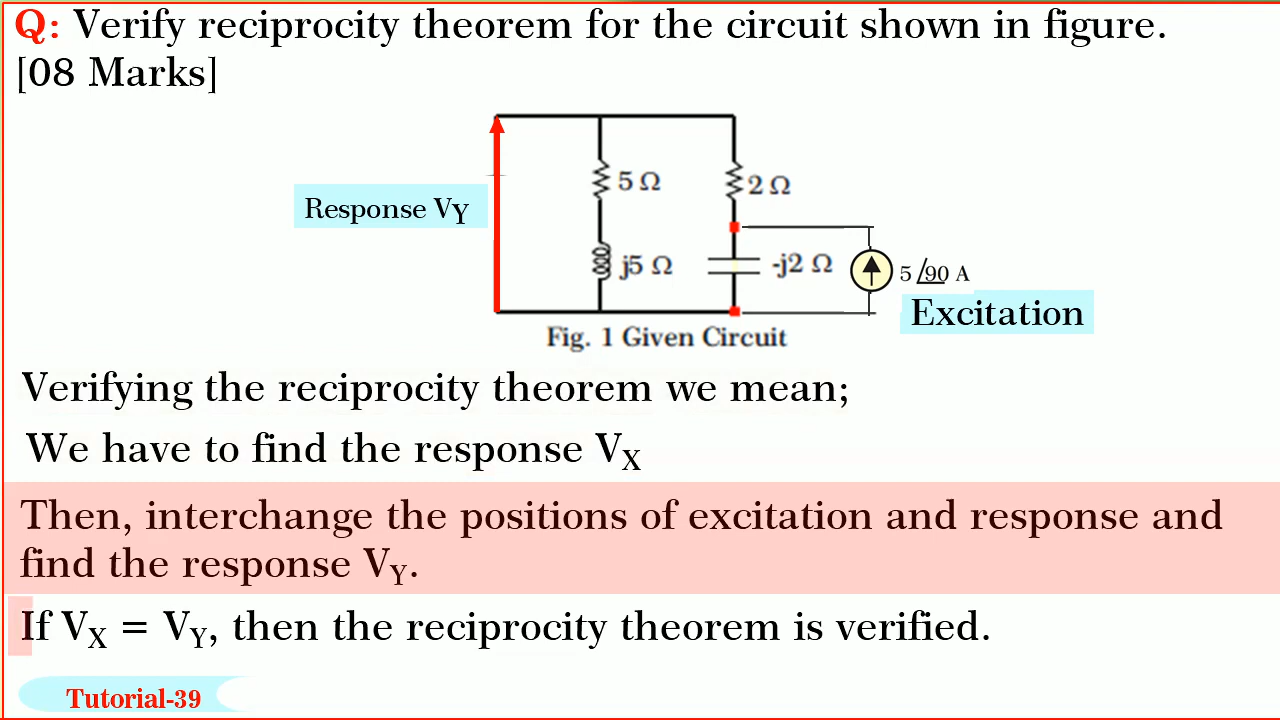 Q: Verify reciprocity theorem for the circuit shown in figure.
[08 Marks]
5 Ω
2 Ω
Response VY
j5 Ω
-j2 Ω
5 /90 A
Excitation
Fig. 1 Given Circuit
Verifying the reciprocity theorem we mean;
We have to find the response VX
Then, interchange the positions of excitation and response and
find the response VY.
If VX = VY, then the reciprocity theorem is verified.
Tutorial-39